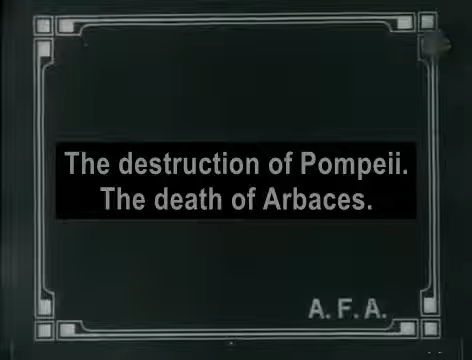 The destruction of Pompeii.
The death of Arbaces.
A. F. A.